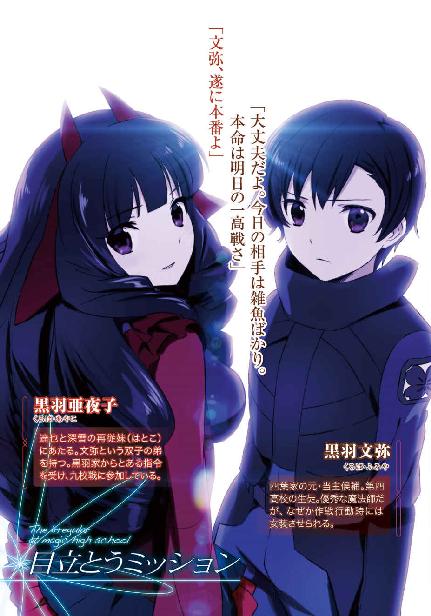 「文弥、遂に本番よ」
「大丈夫だよ。今日の相手は雑魚ばかり。
本命は明日の一高戦さ」
黒羽亜夜子
くろばあやこ
達也と深雪の再従妹（はとこ）
にあたる。文弥という双子の弟
を持つ。黒羽家からとある指令
を受け、九校戦に参加している。
黒羽文弥
くろばふみや
四葉家の元・当主候補。第四
高校の生徒。優秀な魔法師だ
が、なぜか作戦行動時には
女装させられる。
The irregular
at magic high school
目立とうミッション